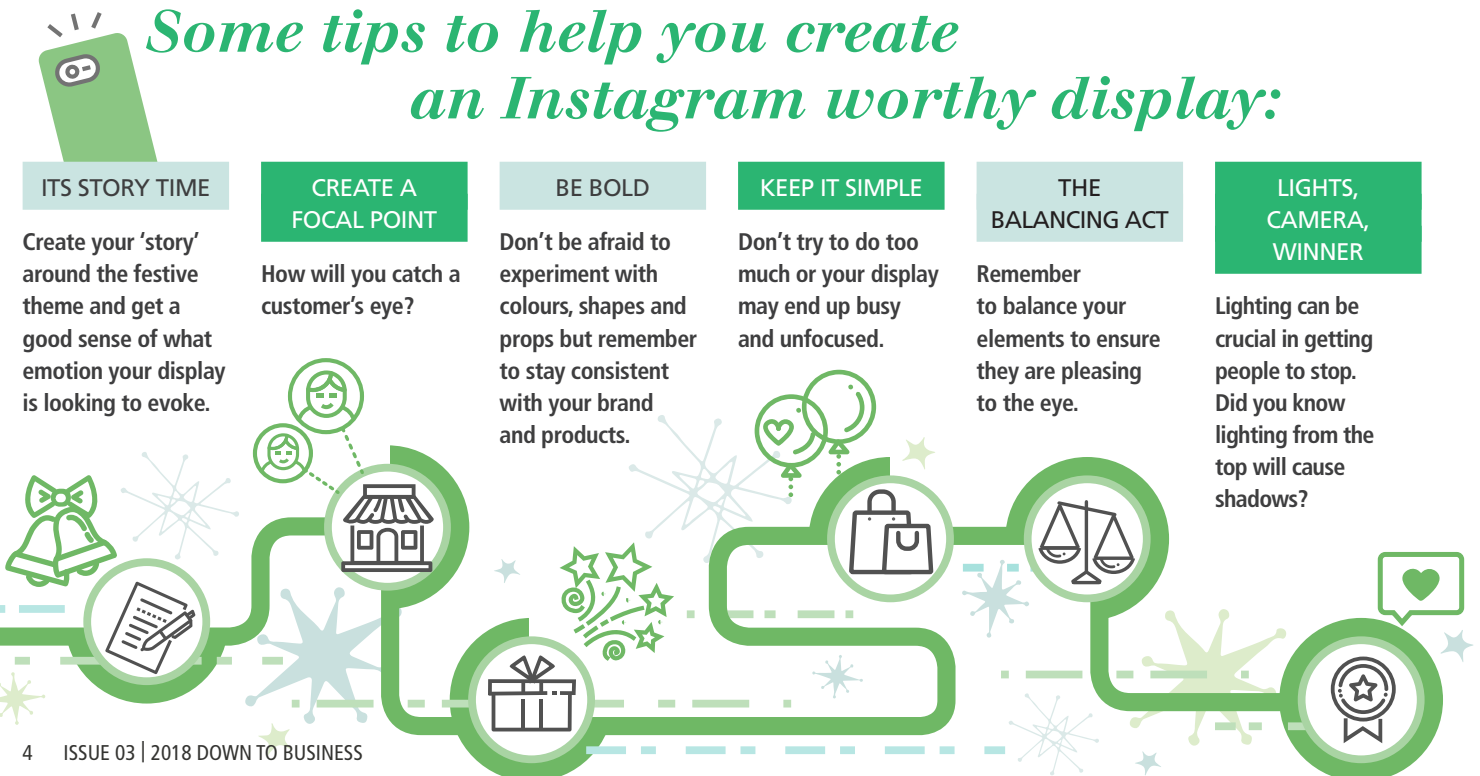 Some tips to help you create
an Instagram worthy display:
ITS STORY TIME
Create your ‘story’
around the festive
theme and get a
good sense of what
emotion your display
is looking to evoke.
CREATE A
FOCAL POINT
How will you catch a
customer’s eye?
BE BOLD
Don’t be afraid to
experiment with
colours, shapes and
props but remember
to stay consistent
with your brand
and products.
KEEP IT SIMPLE
Don’t try to do too
much or your display
may end up busy
and unfocused.
THE
BALANCING ACT
Remember
to balance your
elements to ensure
they are pleasing
to the eye.
LIGHTS,
CAMERA,
WINNER
Lighting can be
crucial in getting
people to stop.
Did you know
lighting from the
top will cause
shadows?
4 ISSUE 03 | 2018 DOWN TO BUSINESS